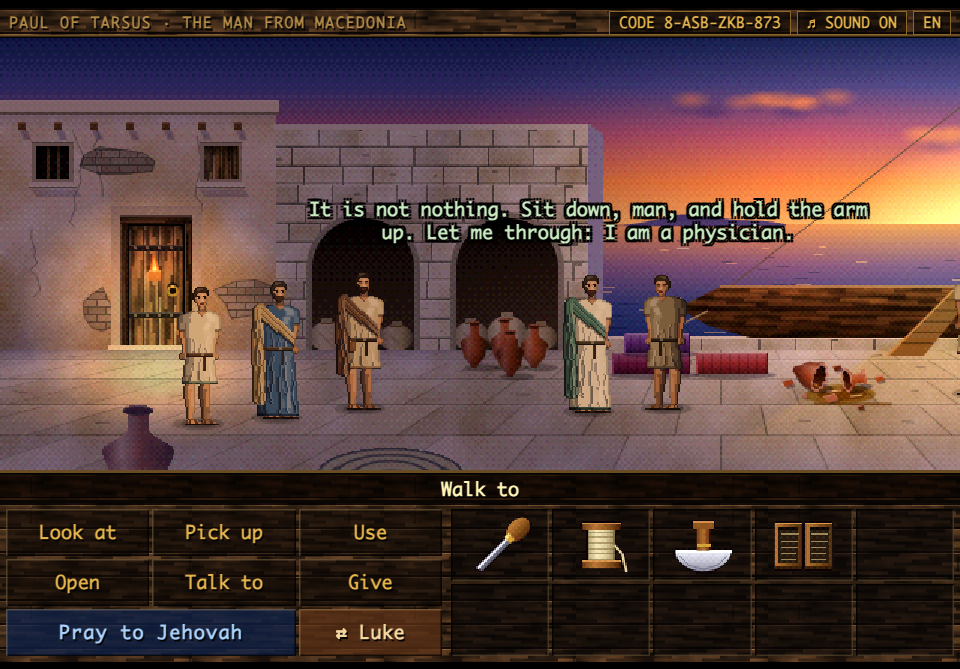 PAUL OF TARSUS · THE MAN FROM MACEDONIA
CODE 8-ASB-ZKB-873
♬ SOUND ON
EN
It is not nothing. Sit down, man, and hold the arm
up. Let me through: I am a physician.
Walk to
Look at
Pick up
Use
Open
Talk to
Give
Pray to Jehovah
⇄ Luke